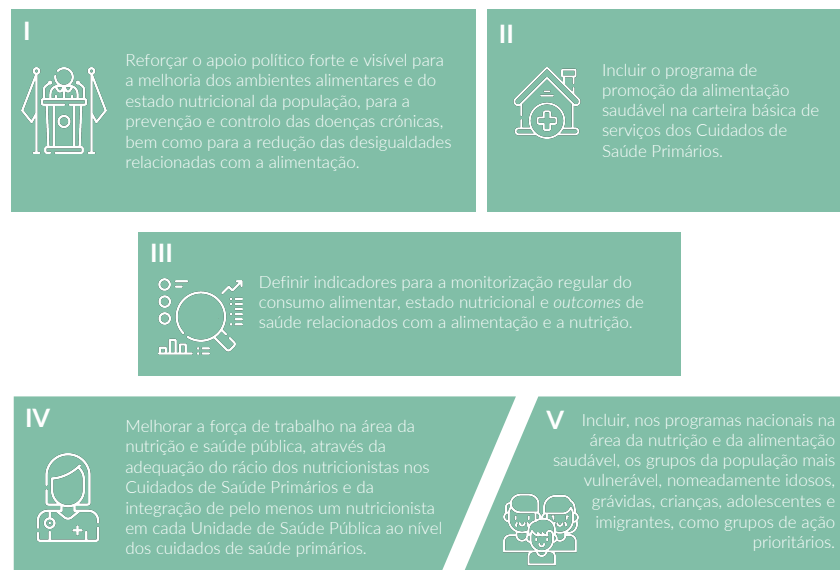 I
Reforçar o apoio político forte e visível para
a melhoria dos ambientes alimentares e do
estado nutricional da população, para a
prevenção e controlo das doenças crónicas,
bem como para a redução das desigualdades
relacionadas com a alimentação.
II
Incluir o programa de
promoção da alimentação
saudável na carteira básica de
serviços dos Cuidados de
Saúde Primários.
III
Definir indicadores para a monitorização regular do
consumo alimentar, estado nutricional e outcomes de
saúde relacionados com a alimentação e a nutrição.
IV
Melhorar a força de trabalho na área da
nutrição e saúde pública, através da
adequação do rácio dos nutricionistas nos
Cuidados de Saúde Primários e da
integração de pelo menos um nutricionista
em cada Unidade de Saúde Pública ao nível
dos cuidados de saúde primários.
V
Incluir, nos programas nacionais na
área da nutrição e da alimentação
saudável, os grupos da população mais
vulnerável, nomeadamente idosos,
grávidas, crianças, adolescentes e
imigrantes, como grupos de ação
prioritários.